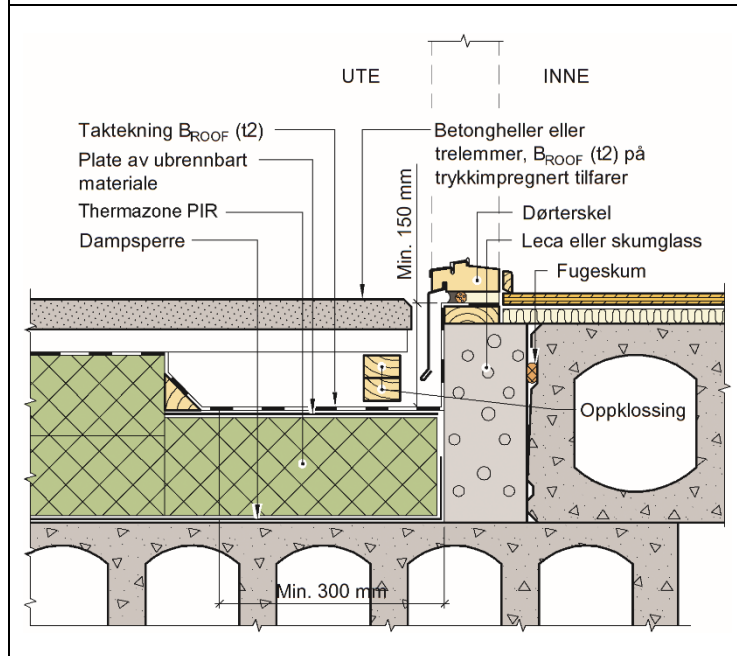 UTE
INNE
Taktekning BROOF (t2)
Plate av ubrennbart
materiale
Thermazone PIR
Dampsperre
Min. 150 mm
Betongheller eller
trelemmer, BROOF (t2) på
trykkimpregnert tilfarer
Dørterskel
Leca eller skumglass
Fugeskum
Oppklossing
Min. 300 mm